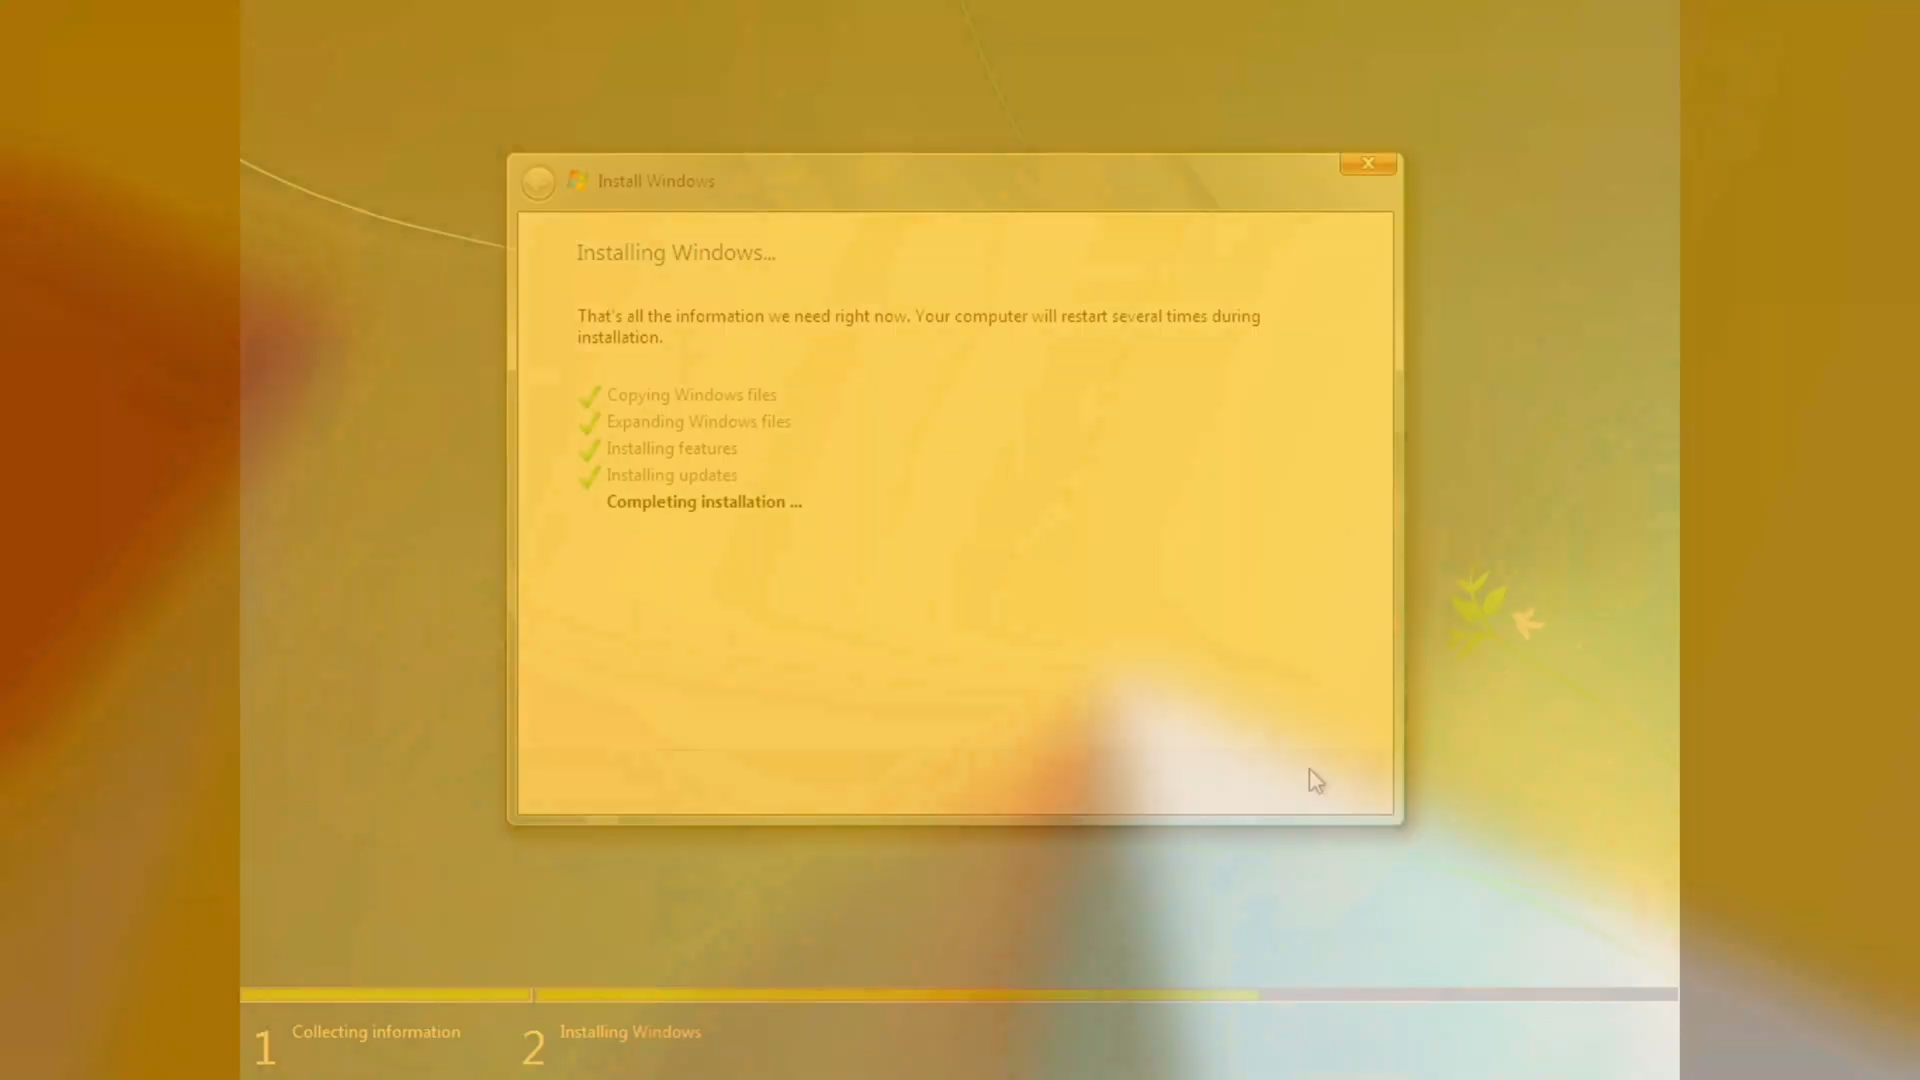 Install Windows
Installing Windows...
That's all the information we need right now. Your computer will restart several times during
installation.
Copying Windows files
Expanding Windows files
Installing features
Installing updates
Completing installation ...
1 Collecting information
2 Installing Windows